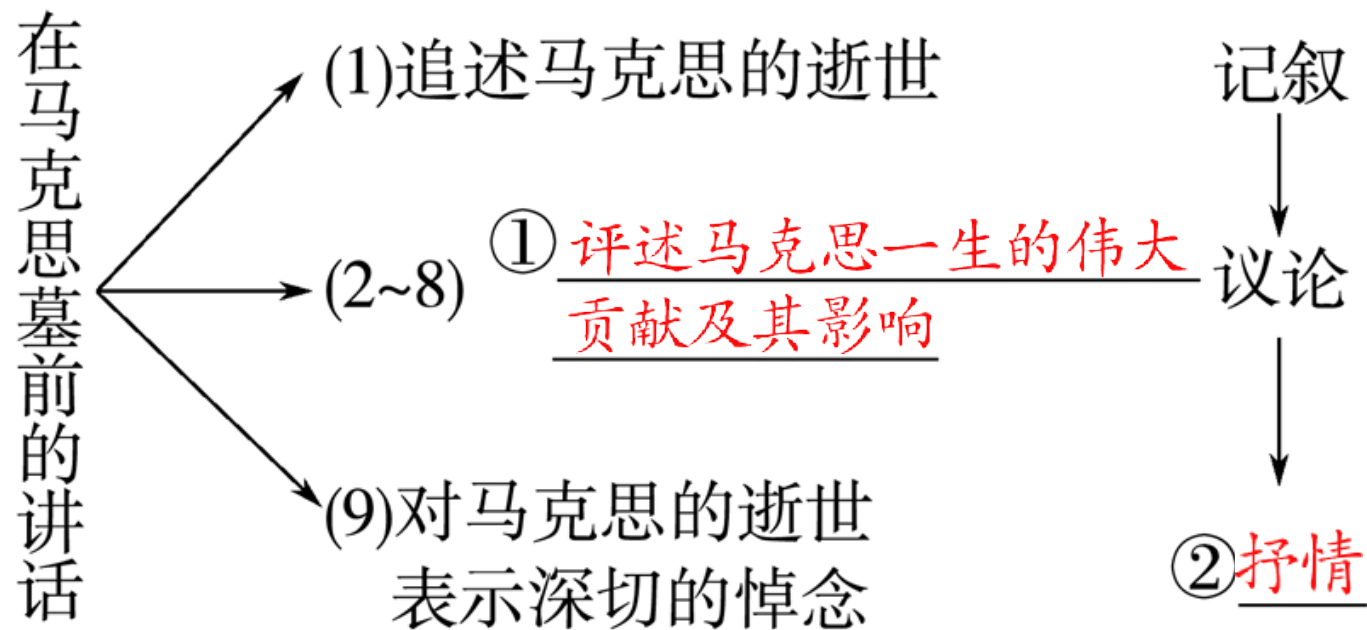 在马克思墓前的讲话
(1)追述马克思的逝世
记叙
(2~8)
①评述马克思一生的伟大
贡献及其影响
议论
(9)对马克思的逝世
表示深切的悼念
②抒情